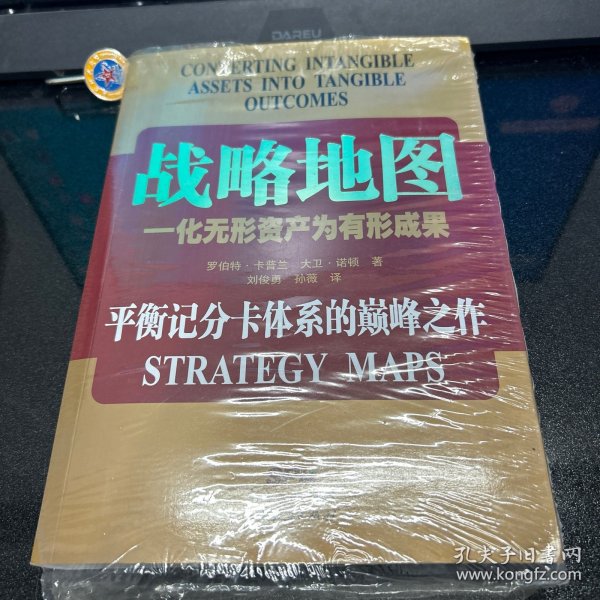 DAREU
CONVERTING INTANGIBLE
ASSETS INTO TANGIBLE
OUTCOMES
战略地图
—化无形资产为有形成果
罗伯特·卡普兰 大卫·诺顿 著
刘俊勇 孙薇 译
平衡记分卡体系的巅峰之作
STRATEGY MAPS
孔夫子旧书网
www.kongfz.com